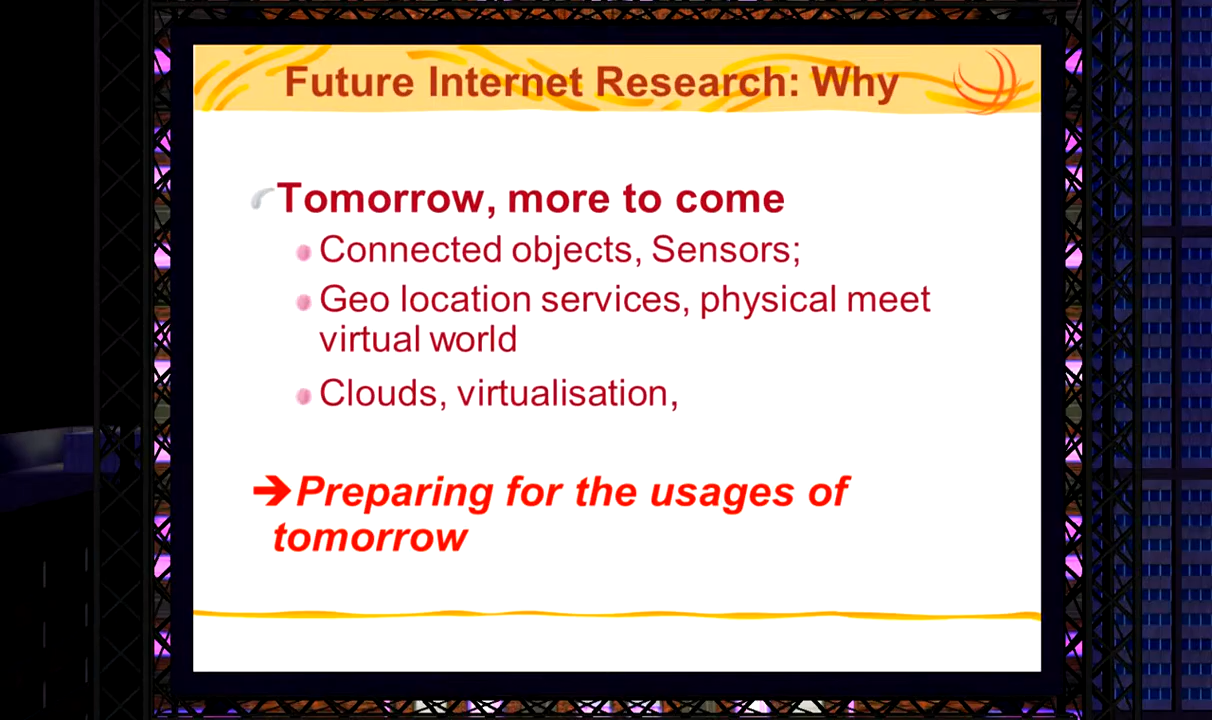 Future Internet Research: Why
Tomorrow, more to come
Connected objects, Sensors;
Geo location services, physical meet
virtual world
Clouds, virtualisation,
➔Preparing for the usages of
tomorrow